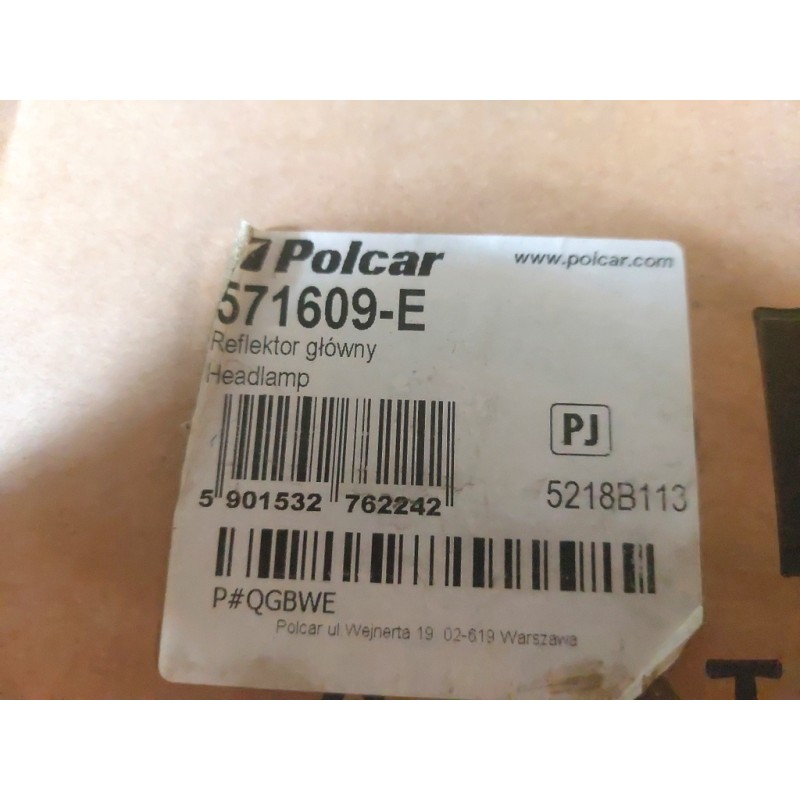 Polcar
www.polcar.com
571609-E
Reflektor główny
Headlamp
PJ
5 901532 762242
5218B113
P#QGBWE
Polcar ul.Wejnerta 19 02-619 Warszawa